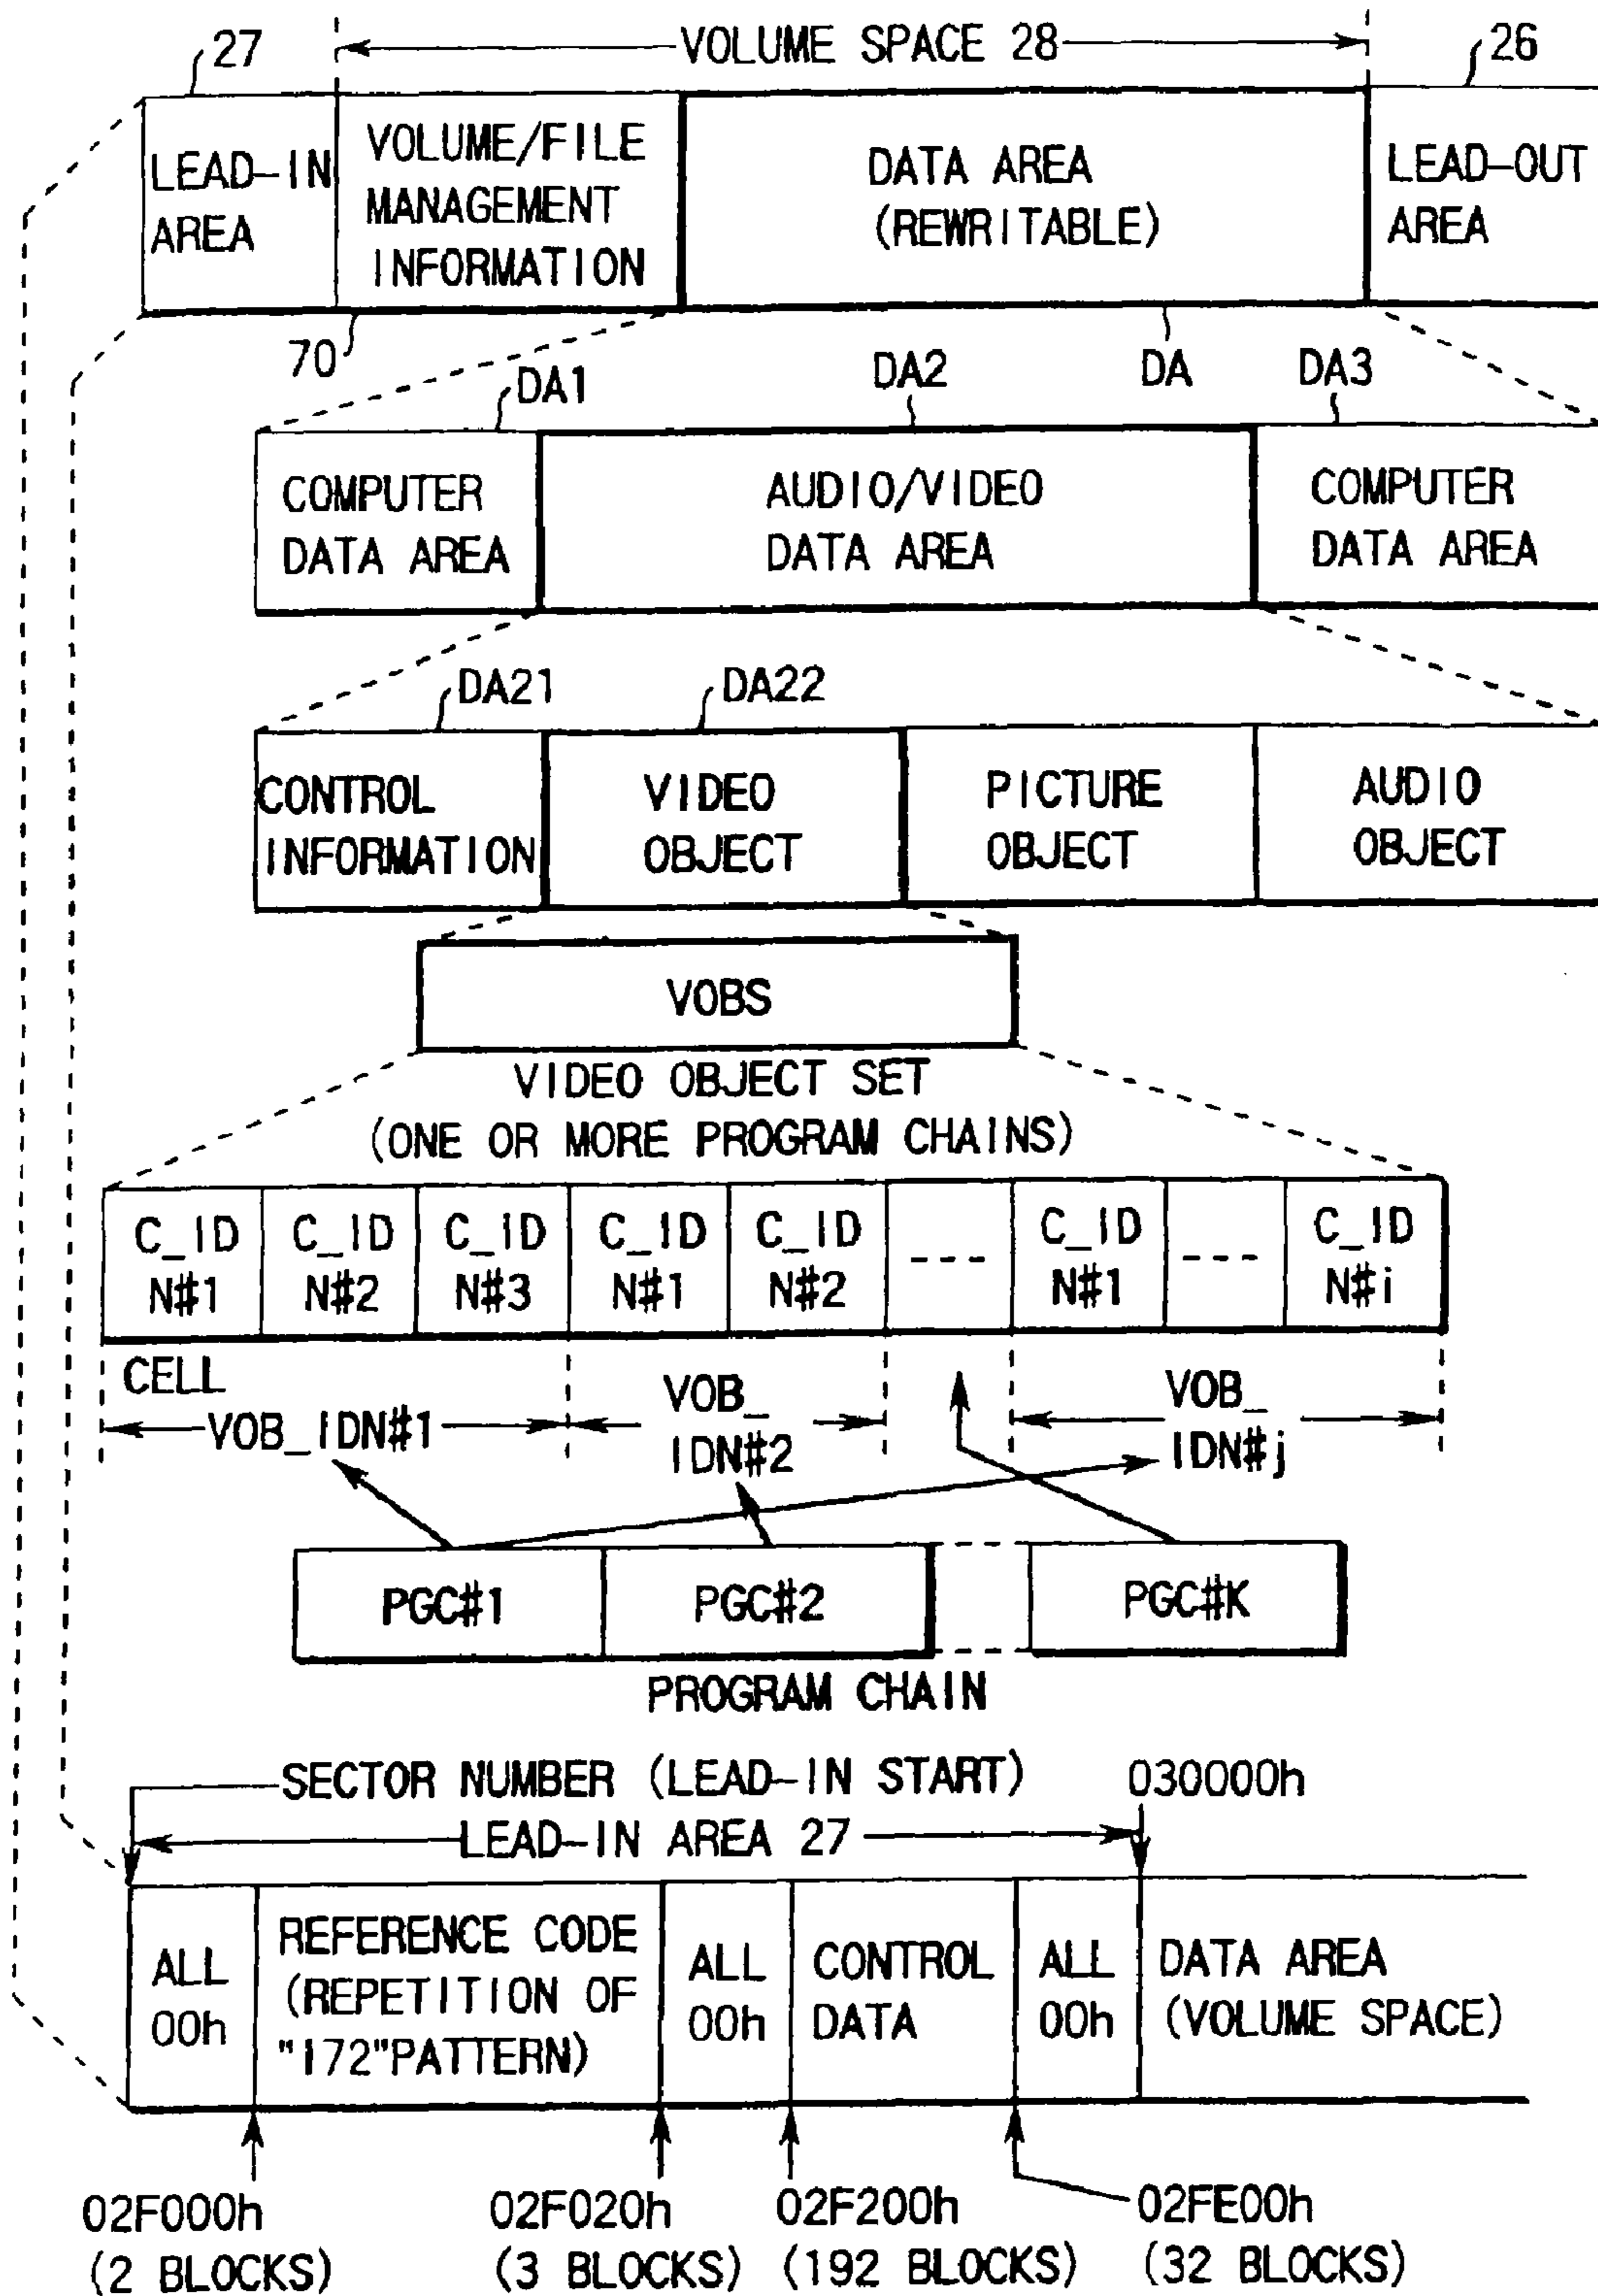 27
VOLUME SPACE 28
26
LEAD-IN
AREA
VOLUME/FILE
MANAGEMENT
INFORMATION
DATA AREA
(REWRITABLE)
LEAD-OUT
AREA
70
DA1
DA2
DA
DA3
COMPUTER
DATA AREA
AUDIO/VIDEO
DATA AREA
COMPUTER
DATA AREA
DA21
DA22
CONTROL
INFORMATION
VIDEO
OBJECT
PICTURE
OBJECT
AUDIO
OBJECT
VOBS
VIDEO OBJECT SET
(ONE OR MORE PROGRAM CHAINS)
C_ID
N#1
C_ID
N#2
C_ID
N#3
C_ID
N#1
C_ID
N#2
----
C_ID
N#1
----
C_ID
N#i
CELL
VOB_IDN#1
VOB_
IDN#2
VOB_
IDN#j
PGC#1
PGC#2
PGC#K
PROGRAM CHAIN
SECTOR NUMBER (LEAD-IN START)
030000h
LEAD-IN AREA 27
ALL
00h
REFERENCE CODE
(REPETITION OF
"172"PATTERN)
ALL
00h
CONTROL
DATA
ALL
00h
DATA AREA
(VOLUME SPACE)
02F000h
(2 BLOCKS)
02F020h
(3 BLOCKS)
02F200h
(192 BLOCKS)
02FE00h
(32 BLOCKS)